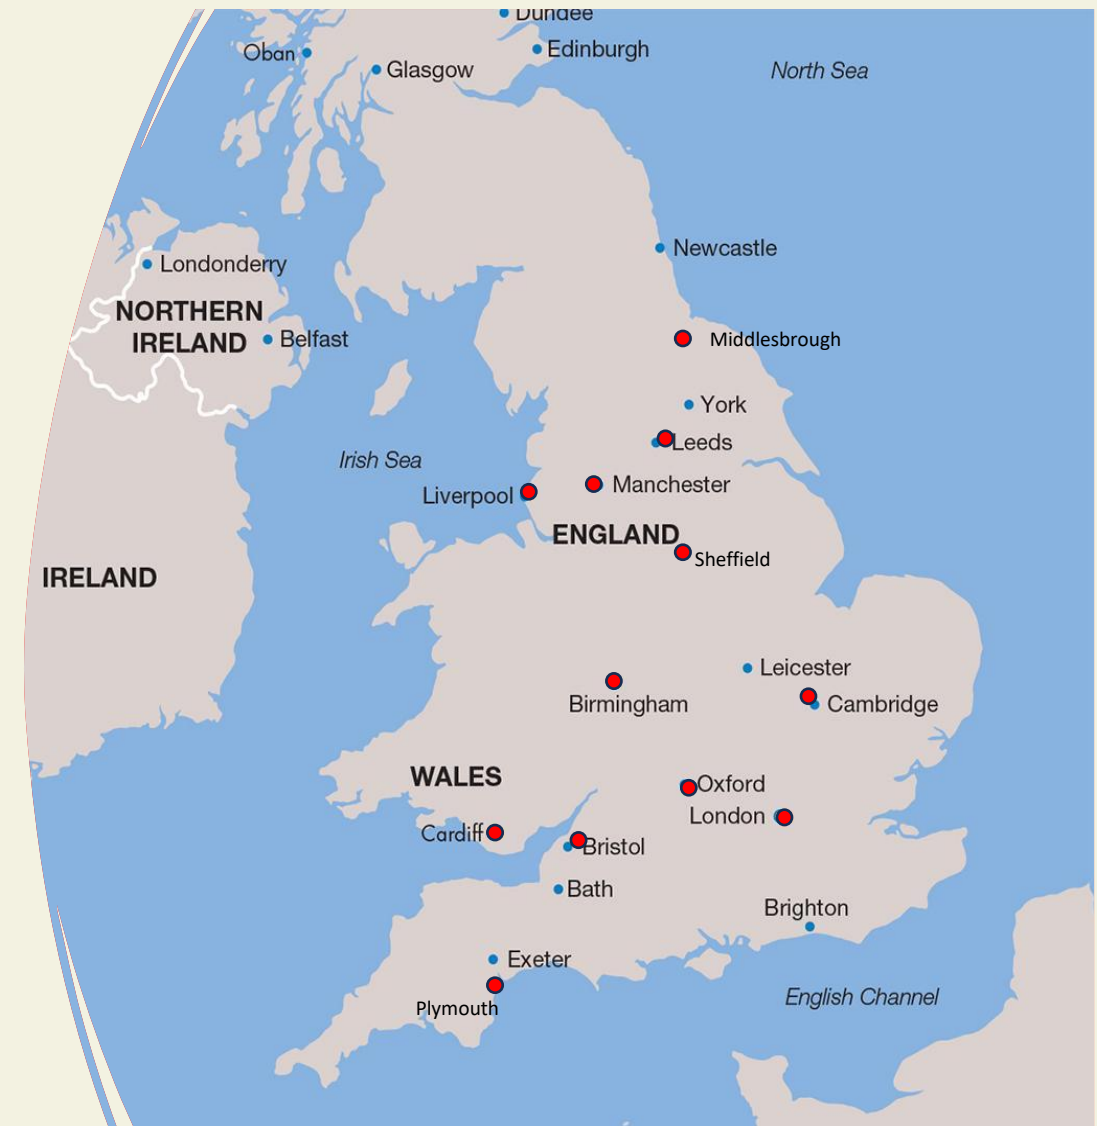 Dundee
Oban
Edinburgh
Glasgow
North Sea
Newcastle
Londonderry
NORTHERN
IRELAND
Belfast
Middlesbrough
York
Leeds
Irish Sea
Manchester
Liverpool
ENGLAND
Sheffield
IRELAND
Leicester
Birmingham
Cambridge
WALES
Oxford
London
Cardiff
Bristol
Bath
Brighton
Exeter
English Channel
Plymouth